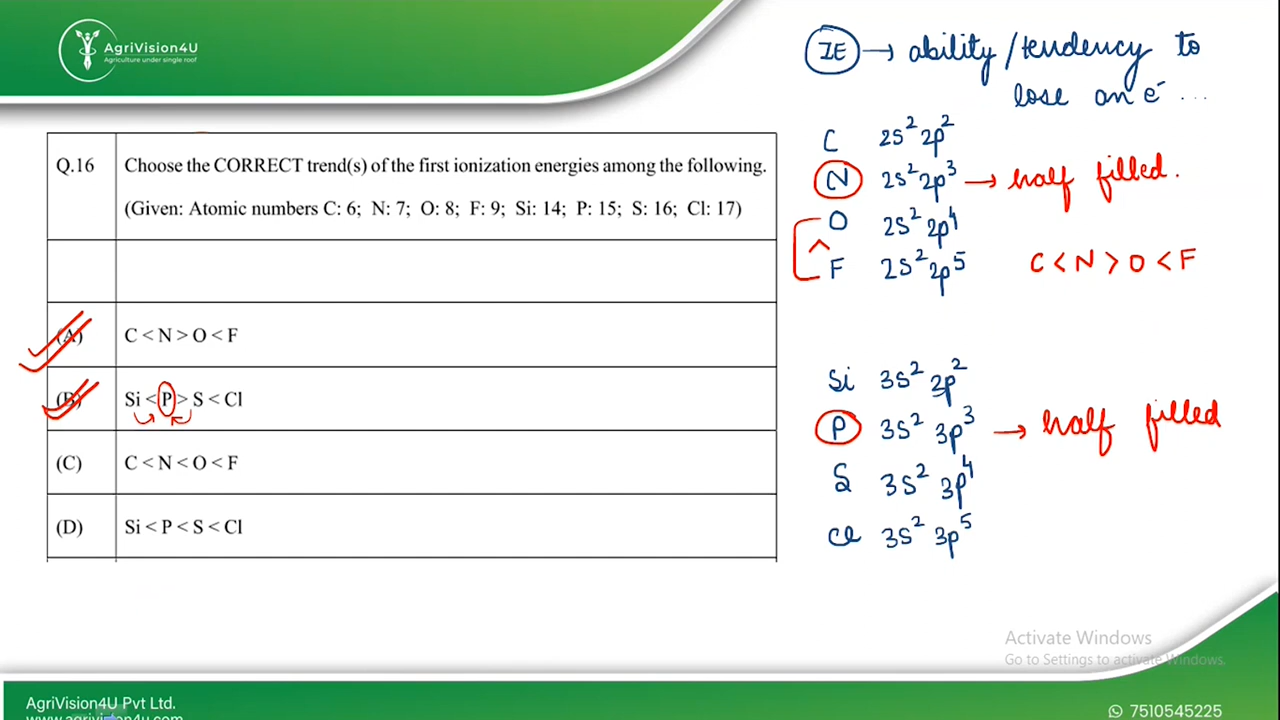 AgriVision4U
Agriculture under single roof
IE → ability/tendency to
lose an e⁻ ...
Q.16
Choose the CORRECT trend(s) of the first ionization energies among the following.
(Given: Atomic numbers C: 6; N: 7; O: 8; F: 9; Si: 14; P: 15; S: 16; Cl: 17)
(A) C < N > O < F
(B) Si < P > S < Cl
(C) C < N < O < F
(D) Si < P < S < Cl
C 2s² 2p²
N 2s² 2p³ → half filled.
O 2s² 2p⁴
F 2s² 2p⁵
C < N > O < F
Si 3s² 2p²
P 3s² 3p³ → half filled
S 3s² 3p⁴
Cl 3s² 3p⁵
Activate Windows
Go to Settings to activate Windows.
AgriVision4U Pvt Ltd.
www.agrivision4u.com
7510545225